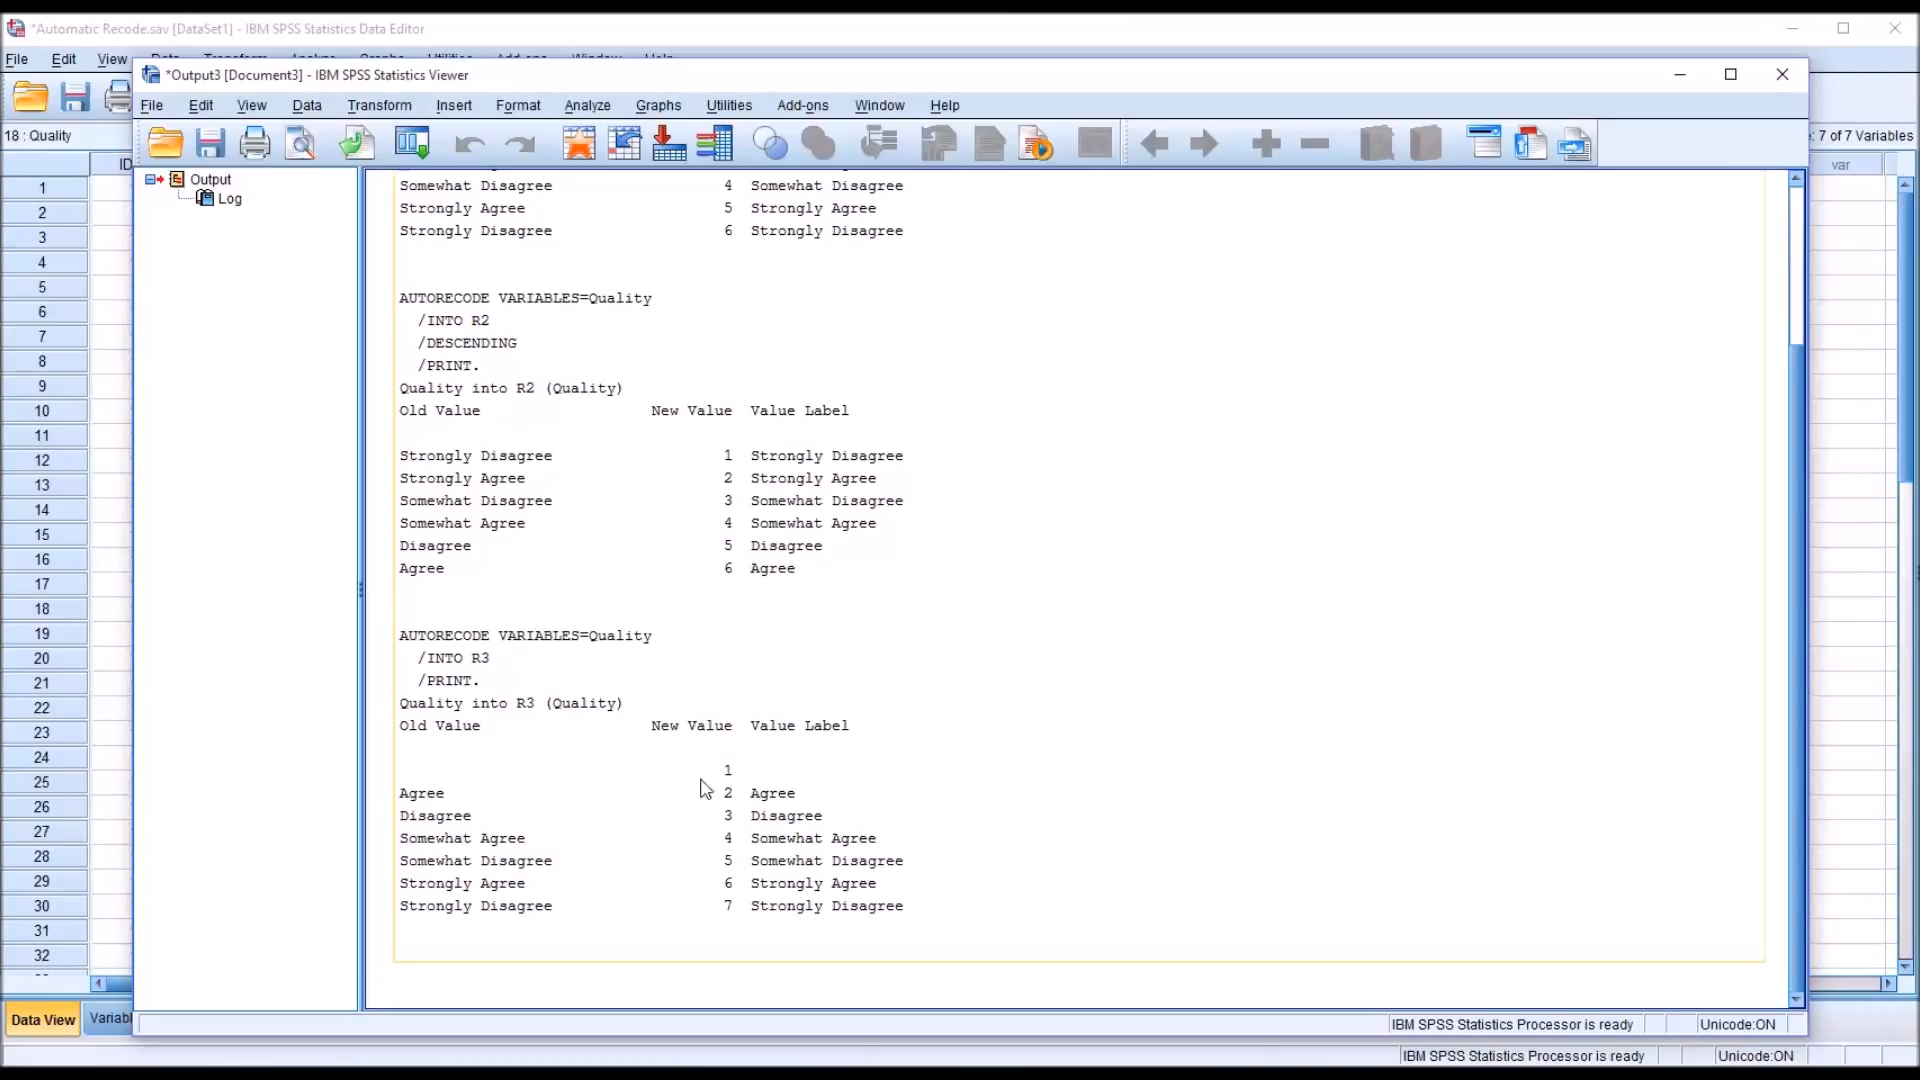 *Automatic Recode.sav [DataSet1] - IBM SPSS Statistics Data Editor
File Edit View
*Output3 [Document3] - IBM SPSS Statistics Viewer
File Edit View Data Transform Insert Format Analyze Graphs Utilities Add-ons Window Help
18 : Quality
: 7 of 7 Variables
ID
var
Output
Log
1
2
3
4
5
6
7
8
9
10
11
12
13
14
15
16
17
18
19
20
21
22
23
24
25
26
27
28
29
30
31
32
Somewhat Disagree 4 Somewhat Disagree
Strongly Agree 5 Strongly Agree
Strongly Disagree 6 Strongly Disagree
AUTORECODE VARIABLES=Quality
/INTO R2
/DESCENDING
/PRINT.
Quality into R2 (Quality)
Old Value New Value Value Label
Strongly Disagree 1 Strongly Disagree
Strongly Agree 2 Strongly Agree
Somewhat Disagree 3 Somewhat Disagree
Somewhat Agree 4 Somewhat Agree
Disagree 5 Disagree
Agree 6 Agree
AUTORECODE VARIABLES=Quality
/INTO R3
/PRINT.
Quality into R3 (Quality)
Old Value New Value Value Label
1
Agree 2 Agree
Disagree 3 Disagree
Somewhat Agree 4 Somewhat Agree
Somewhat Disagree 5 Somewhat Disagree
Strongly Agree 6 Strongly Agree
Strongly Disagree 7 Strongly Disagree
Data View
IBM SPSS Statistics Processor is ready Unicode:ON
IBM SPSS Statistics Processor is ready Unicode:ON